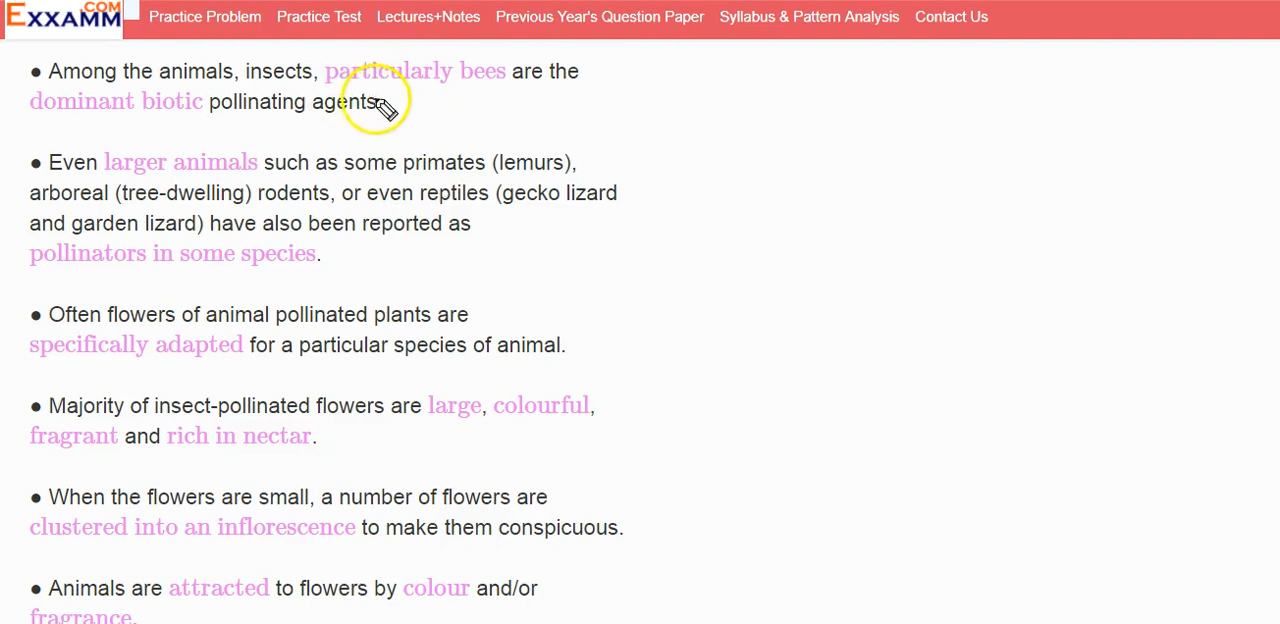 EXXAMM.COM
Practice Problem Practice Test Lectures+Notes Previous Year's Question Paper Syllabus & Pattern Analysis Contact Us
● Among the animals, insects, particularly bees are the
dominant biotic pollinating agents.
● Even larger animals such as some primates (lemurs),
arboreal (tree-dwelling) rodents, or even reptiles (gecko lizard
and garden lizard) have also been reported as
pollinators in some species.
● Often flowers of animal pollinated plants are
specifically adapted for a particular species of animal.
● Majority of insect-pollinated flowers are large, colourful,
fragrant and rich in nectar.
● When the flowers are small, a number of flowers are
clustered into an inflorescence to make them conspicuous.
● Animals are attracted to flowers by colour and/or
fragrance.